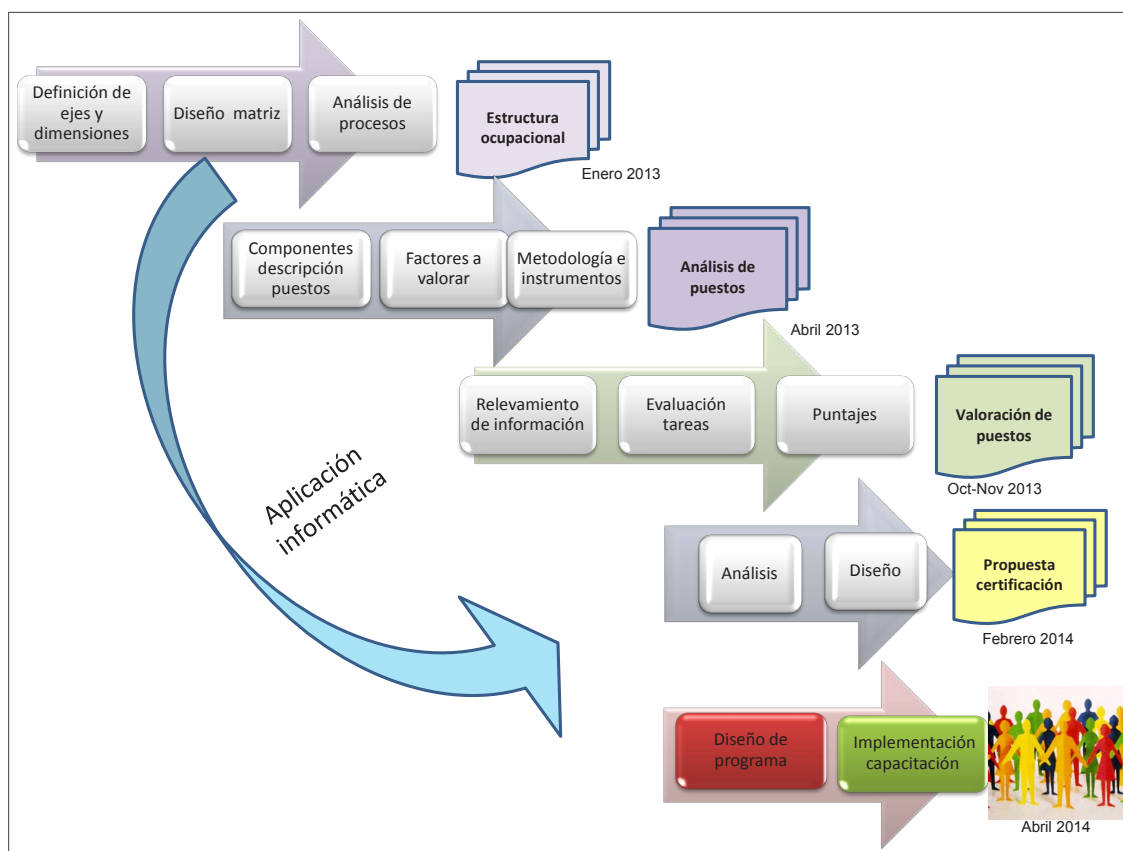 Definición de
ejes y
dimensiones
Diseño matriz
Análisis de
procesos
Estructura
ocupacional
Enero 2013
Componentes
descripción
puestos
Factores a
valorar
Metodología e
instrumentos
Análisis de
puestos
Abril 2013
Relevamiento
de información
Evaluación
tareas
Puntajes
Valoración de
puestos
Oct-Nov 2013
Aplicación
informática
Análisis
Diseño
Propuesta
certificación
Febrero 2014
Diseño de
programa
Implementación
capacitación
Abril 2014